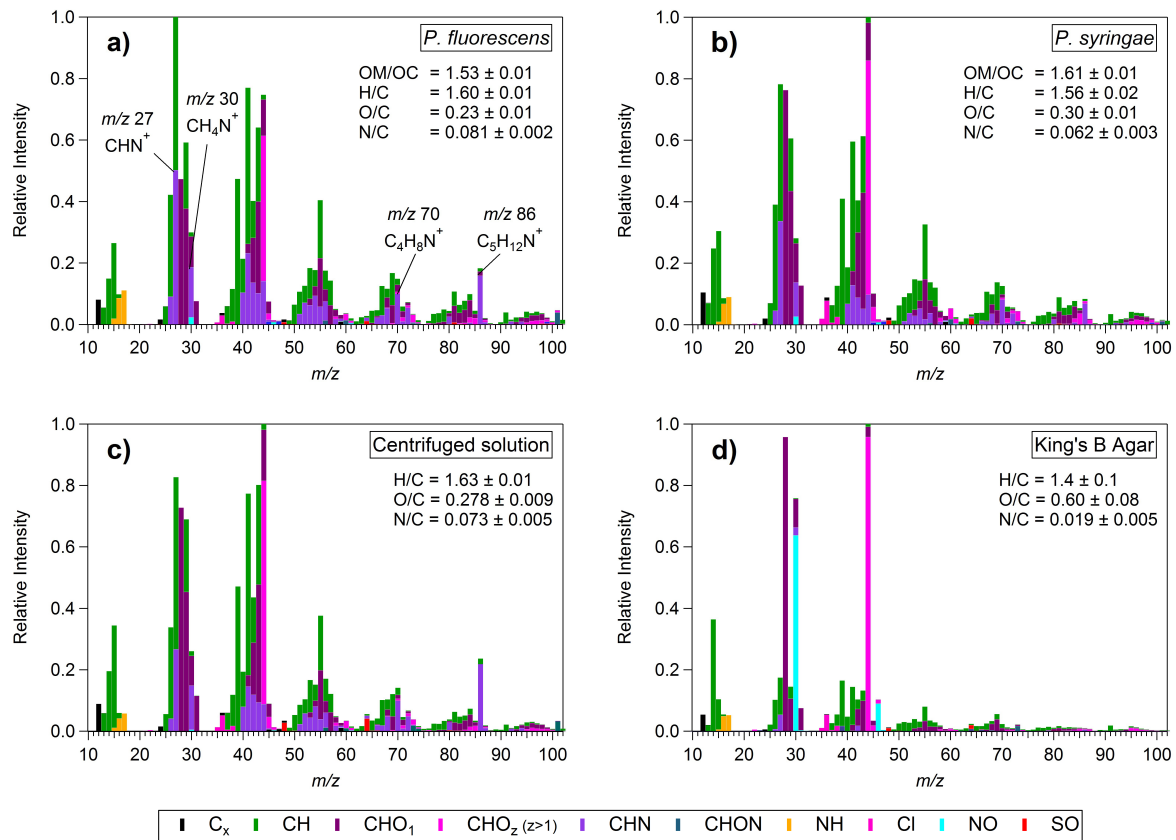 a)
P. fluorescens
OM/OC = 1.53 ± 0.01
H/C = 1.60 ± 0.01
O/C = 0.23 ± 0.01
N/C = 0.081 ± 0.002
m/z 27
CHN+
m/z 30
CH4N+
m/z 70
C4H8N+
m/z 86
C5H12N+
Relative Intensity
1.0
0.8
0.6
0.4
0.2
0.0
10 20 30 40 50 60 70 80 90 100
m/z
b)
P. syringae
OM/OC = 1.61 ± 0.01
H/C = 1.56 ± 0.02
O/C = 0.30 ± 0.01
N/C = 0.062 ± 0.003
Relative Intensity
1.0
0.8
0.6
0.4
0.2
0.0
10 20 30 40 50 60 70 80 90 100
m/z
c)
Centrifuged solution
H/C = 1.63 ± 0.01
O/C = 0.278 ± 0.009
N/C = 0.073 ± 0.005
Relative Intensity
1.0
0.8
0.6
0.4
0.2
0.0
10 20 30 40 50 60 70 80 90 100
m/z
d)
King's B Agar
H/C = 1.4 ± 0.1
O/C = 0.60 ± 0.08
N/C = 0.019 ± 0.005
Relative Intensity
1.0
0.8
0.6
0.4
0.2
0.0
10 20 30 40 50 60 70 80 90 100
m/z
Cx CH CHO1 CHOz (z>1) CHN CHON NH Cl NO SO